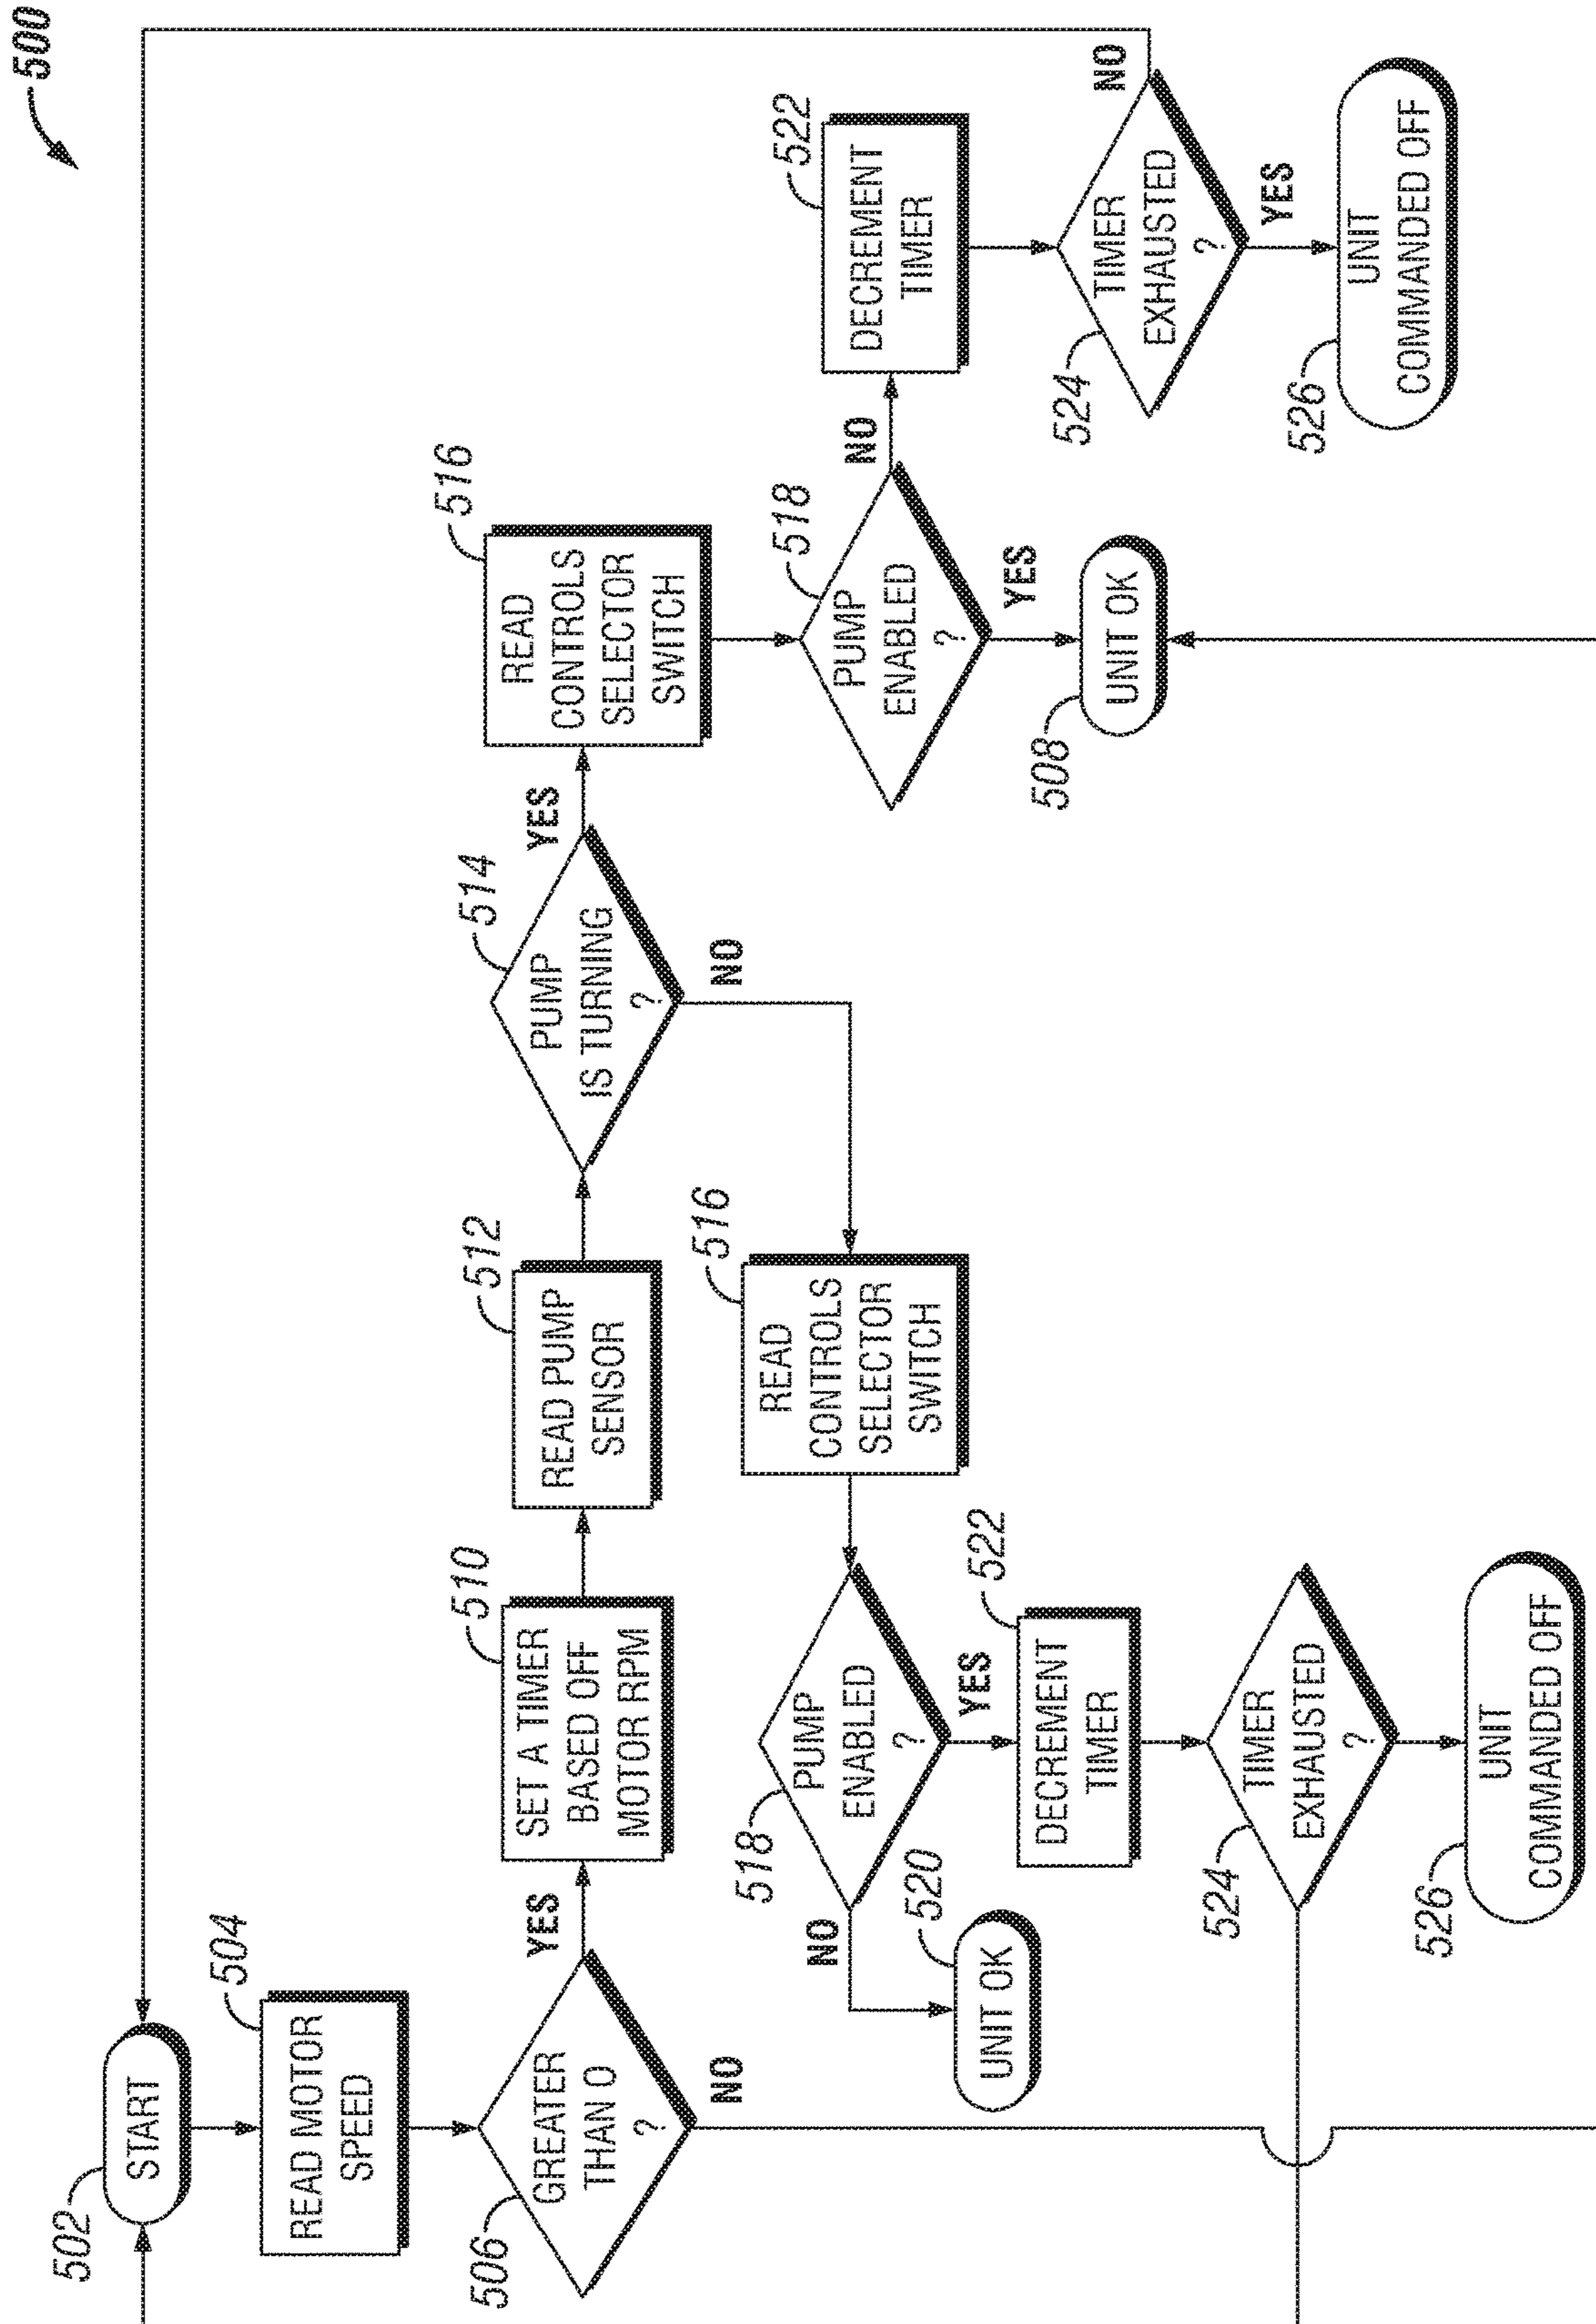 500
502
START
504
READ MOTOR
SPEED
506
GREATER
THAN 0
?
YES
NO
510
SET A TIMER
BASED OFF
MOTOR RPM
512
READ PUMP
SENSOR
514
PUMP
IS TURNING
?
YES
NO
516
READ
CONTROLS
SELECTOR
SWITCH
518
PUMP
ENABLED
?
NO
YES
508
UNIT OK
522
DECREMENT
TIMER
524
TIMER
EXHAUSTED
?
NO
YES
526
UNIT
COMMANDED OFF
516
READ
CONTROLS
SELECTOR
SWITCH
518
PUMP
ENABLED
?
NO
YES
520
UNIT OK
522
DECREMENT
TIMER
524
TIMER
EXHAUSTED
?
526
UNIT
COMMANDED OFF